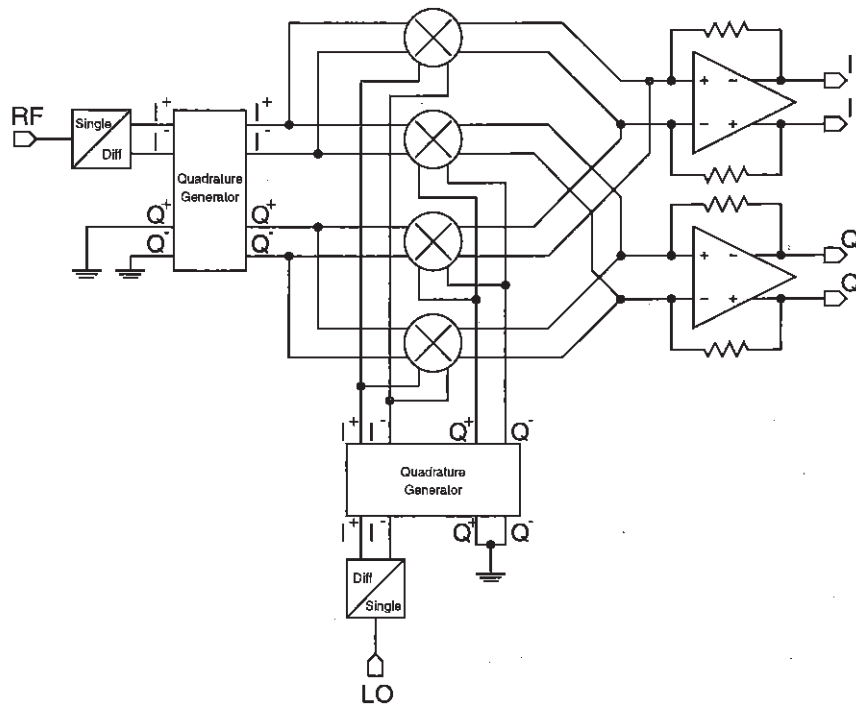 RF
Single
Diff
I+
I-
Q+
Q-
Quadrature
Generator
I+
I-
Q+
Q-
+
-
-
+
I
I
+
-
-
+
Q
Q
I+ I- Q+ Q-
Quadrature
Generator
I+ I- Q+ Q-
Diff
Single
LO